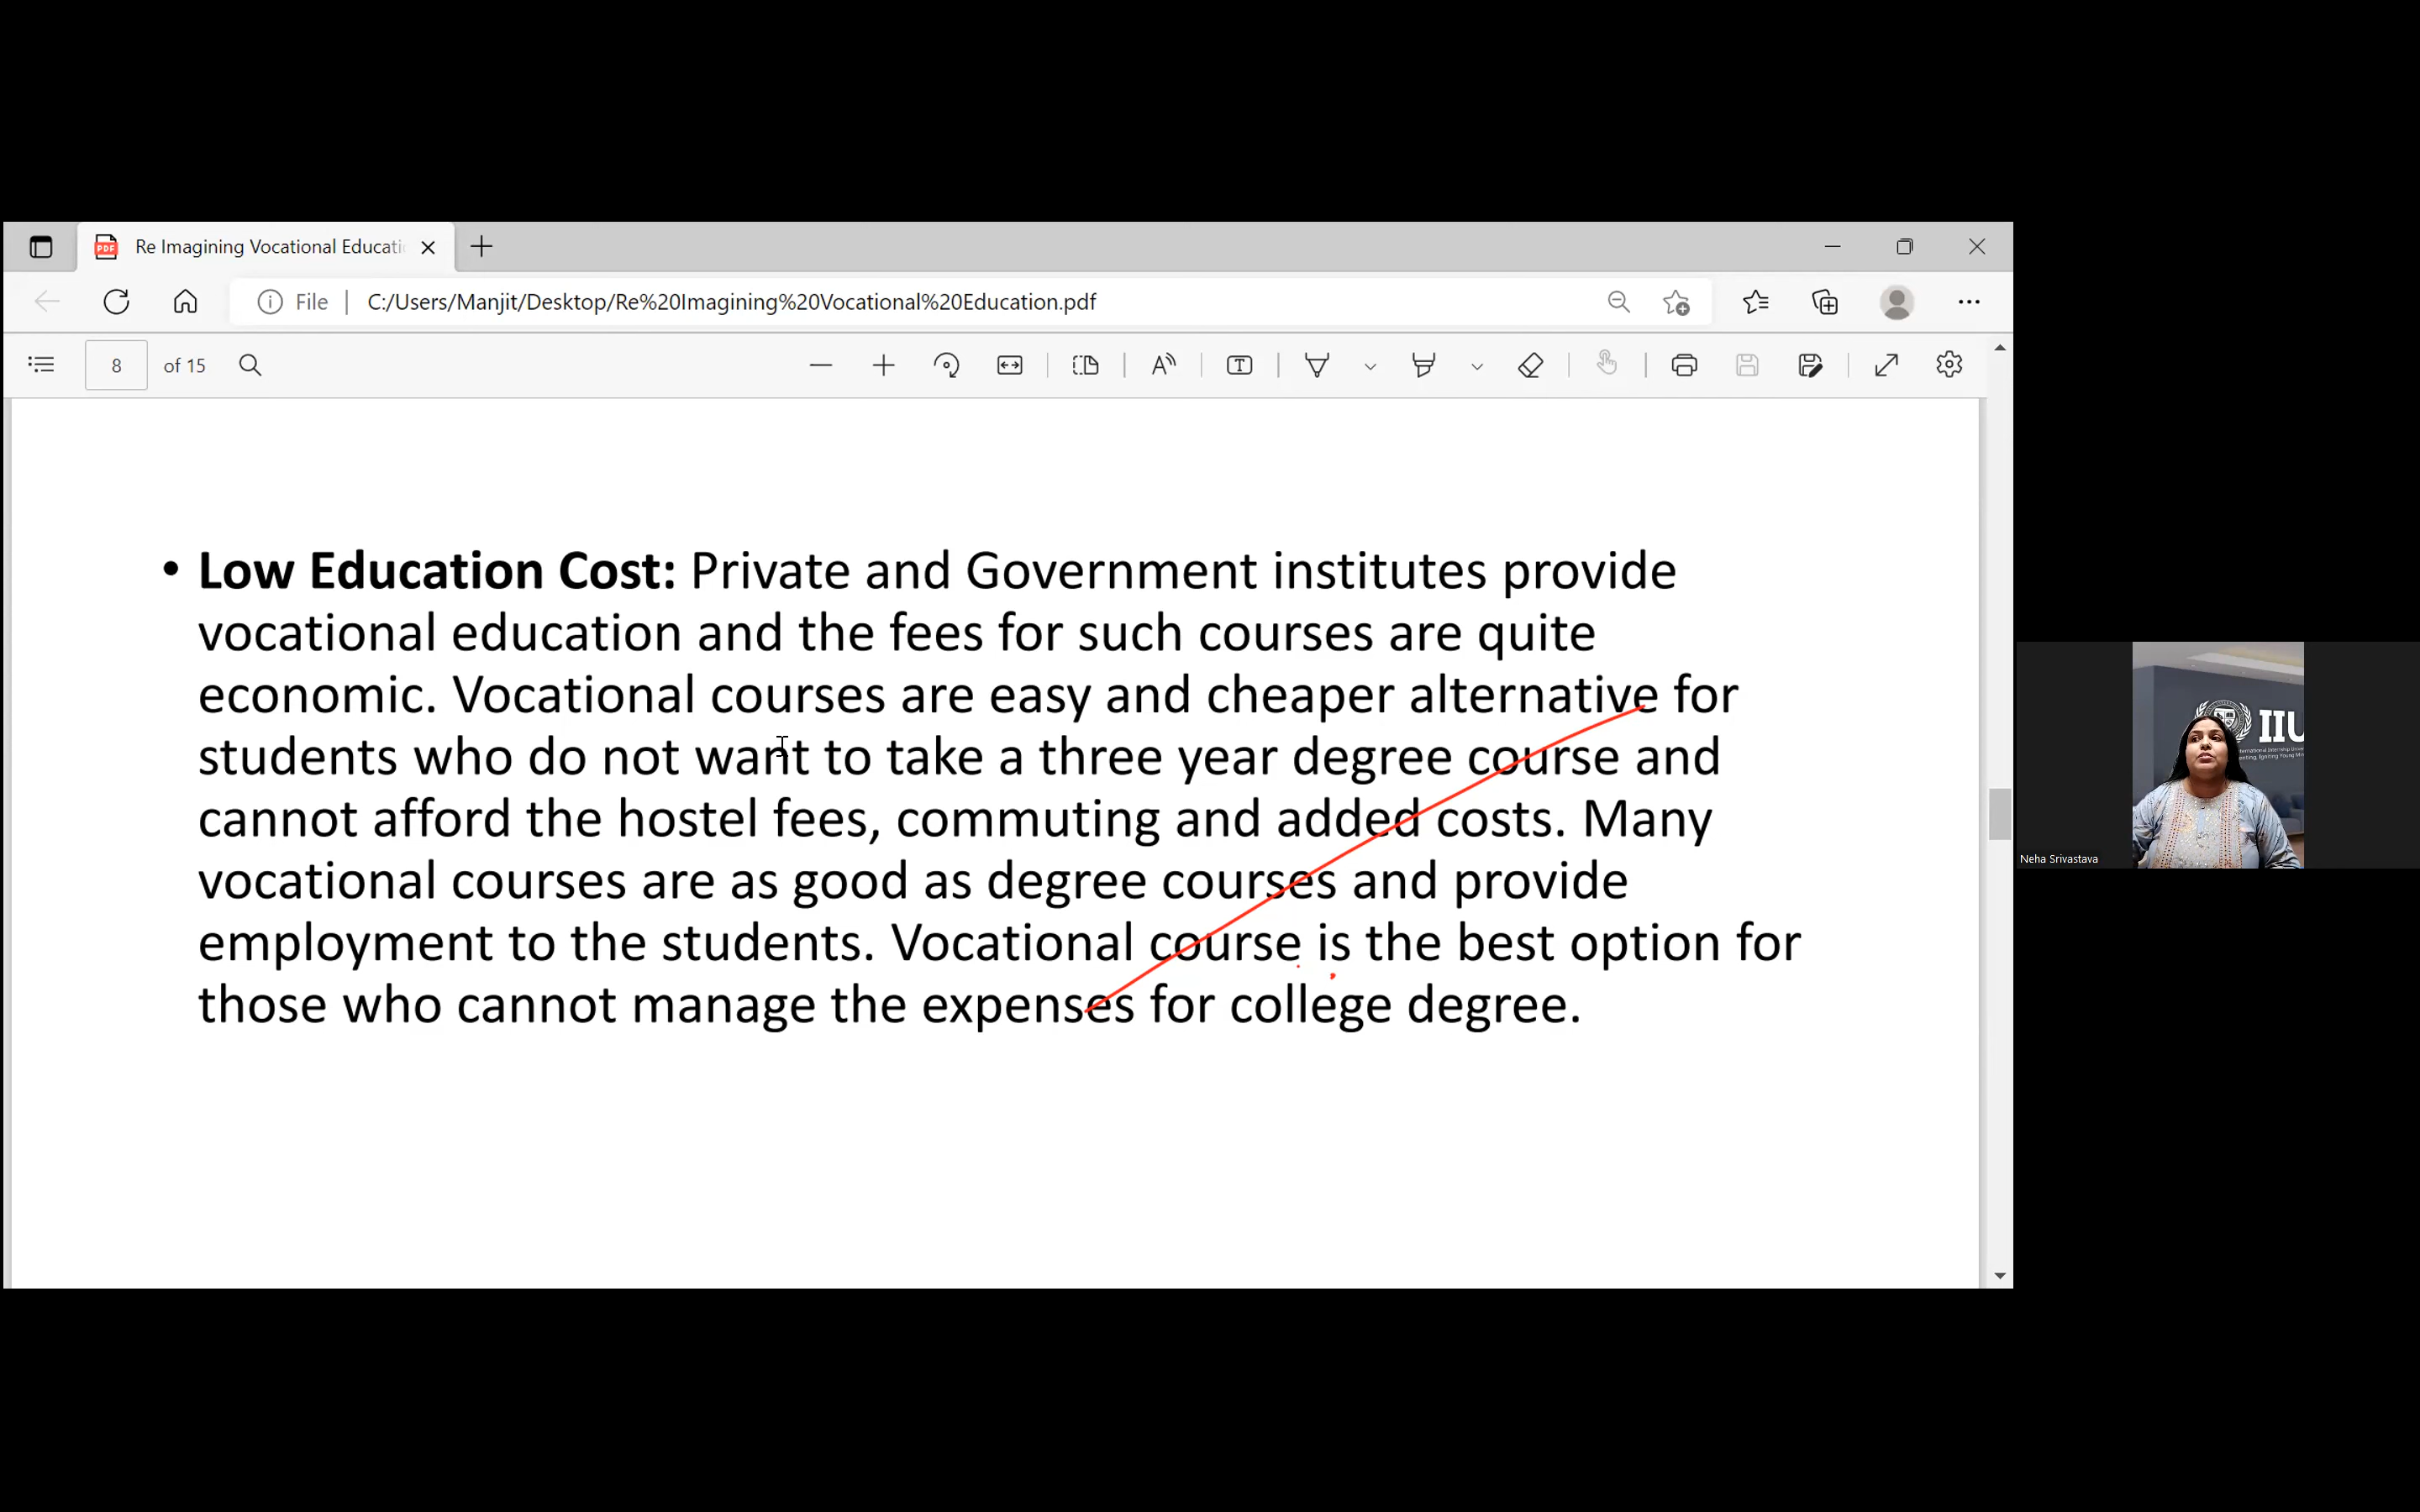 Re Imagining Vocational Educati
File
C:/Users/Manjit/Desktop/Re%20Imagining%20Vocational%20Education.pdf
8 of 15
• Low Education Cost: Private and Government institutes provide
vocational education and the fees for such courses are quite
economic. Vocational courses are easy and cheaper alternative for
students who do not want to take a three year degree course and
cannot afford the hostel fees, commuting and added costs. Many
vocational courses are as good as degree courses and provide
employment to the students. Vocational course is the best option for
those who cannot manage the expenses for college degree.
IIU
Neha Srivastava